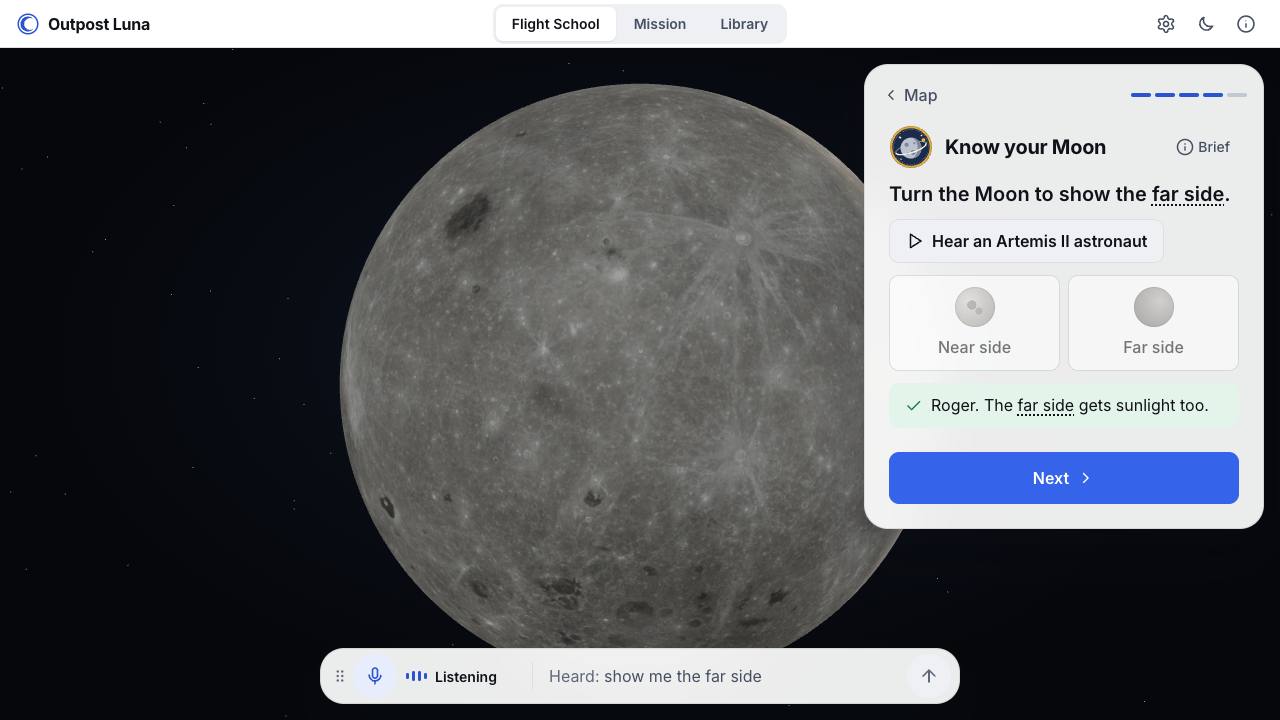 Outpost Luna
Flight School
Mission
Library
Map
Know your Moon
Brief
Turn the Moon to show the far side.
Hear an Artemis II astronaut
Near side
Far side
Roger. The far side gets sunlight too.
Next
Listening
Heard: show me the far side